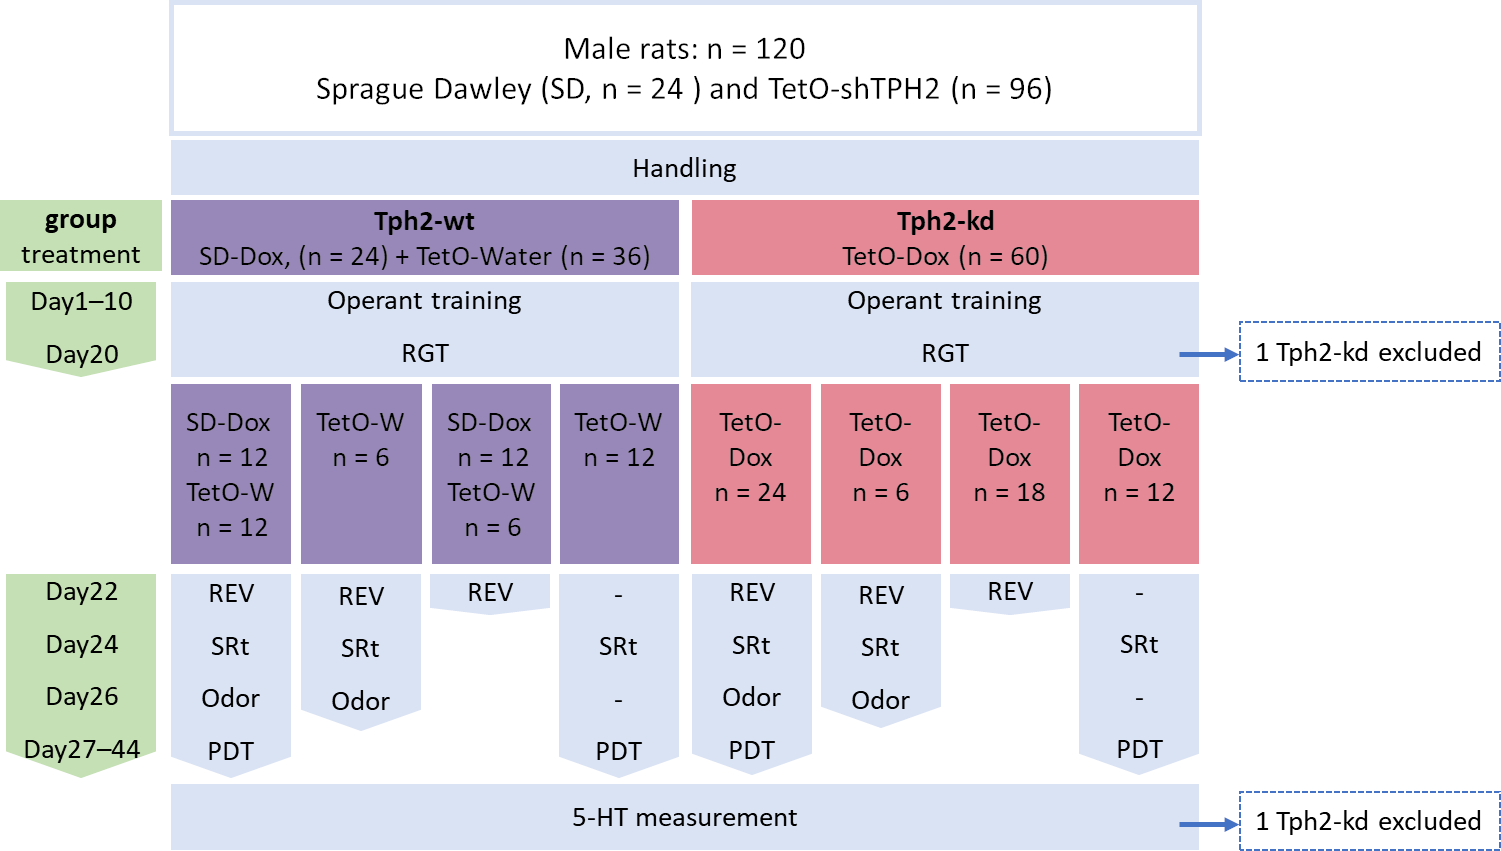 Male rats: n = 120
Sprague Dawley (SD, n = 24 ) and TetO-shTPH2 (n = 96)
Handling
group
treatment
Tph2-wt
SD-Dox, (n = 24) + TetO-Water (n = 36)
Tph2-kd
TetO-Dox (n = 60)
Day1–10
Operant training
Operant training
Day20
RGT
RGT
1 Tph2-kd excluded
SD-Dox
n = 12
TetO-W
n = 12
TetO-W
n = 6
SD-Dox
n = 12
TetO-W
n = 6
TetO-W
n = 12
TetO-
Dox
n = 24
TetO-
Dox
n = 6
TetO-
Dox
n = 18
TetO-
Dox
n = 12
Day22
REV
REV
REV
-
REV
REV
REV
-
Day24
SRt
SRt
SRt
SRt
SRt
SRt
Day26
Odor
Odor
-
Odor
Odor
-
Day27–44
PDT
PDT
PDT
PDT
5-HT measurement
1 Tph2-kd excluded